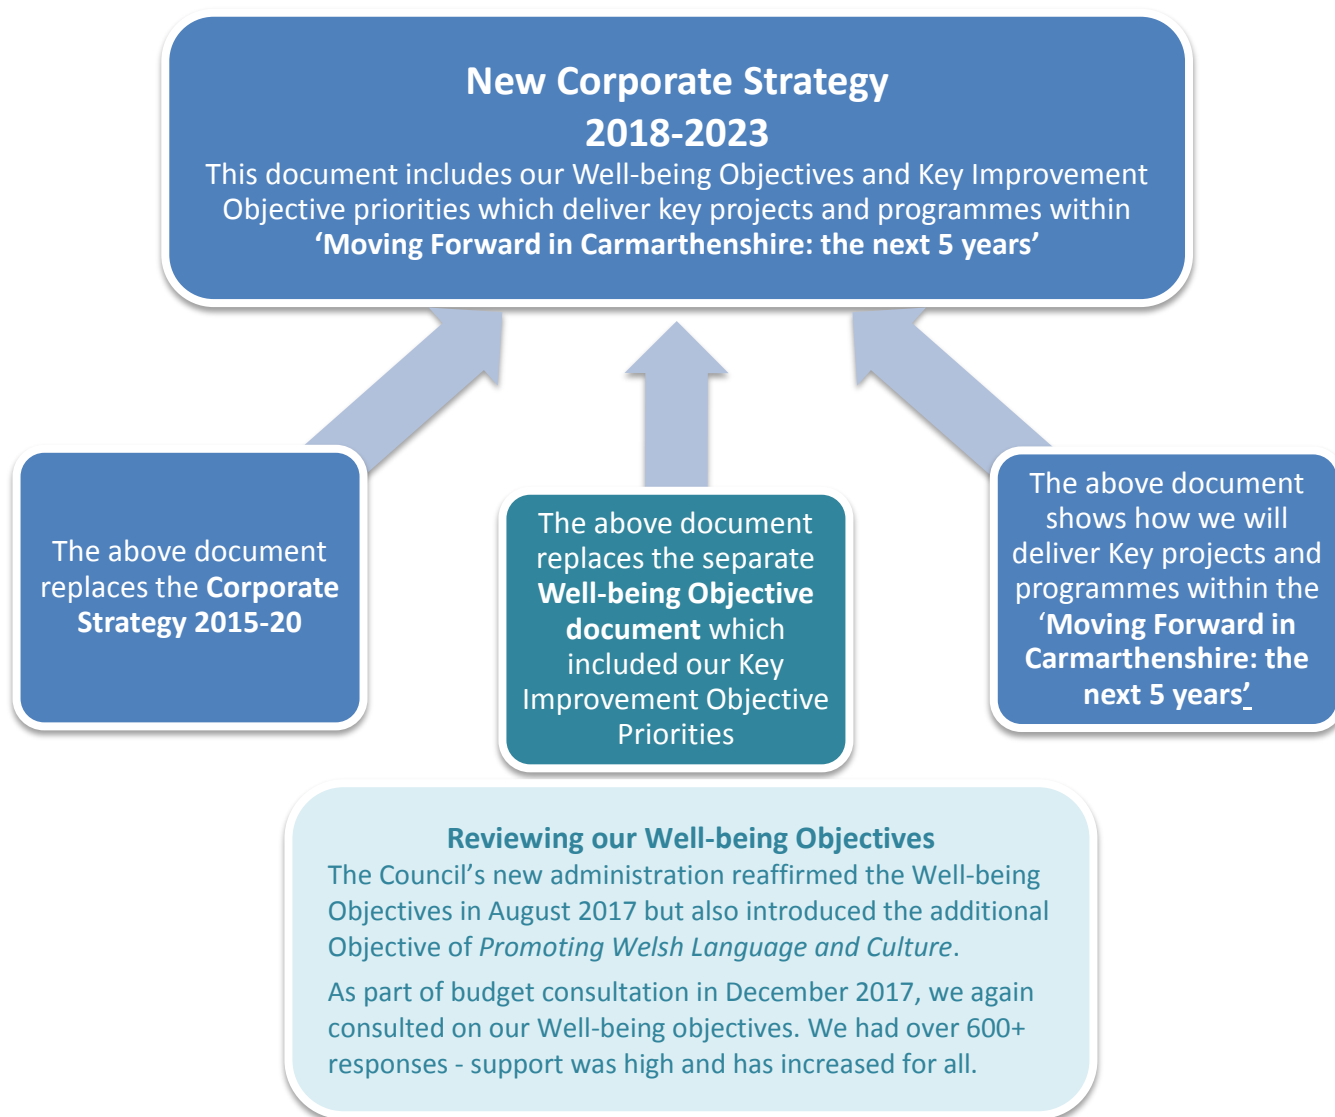 New Corporate Strategy
2018-2023
This document includes our Well-being Objectives and Key Improvement
Objective priorities which deliver key projects and programmes within
‘Moving Forward in Carmarthenshire: the next 5 years’
The above document
replaces the Corporate
Strategy 2015-20
The above document
replaces the separate
Well-being Objective
document which
included our Key
Improvement Objective
Priorities
The above document
shows how we will
deliver Key projects and
programmes within the
‘Moving Forward in
Carmarthenshire: the
next 5 years’
Reviewing our Well-being Objectives
The Council’s new administration reaffirmed the Well-being
Objectives in August 2017 but also introduced the additional
Objective of Promoting Welsh Language and Culture.
As part of budget consultation in December 2017, we again
consulted on our Well-being objectives. We had over 600+
responses - support was high and has increased for all.